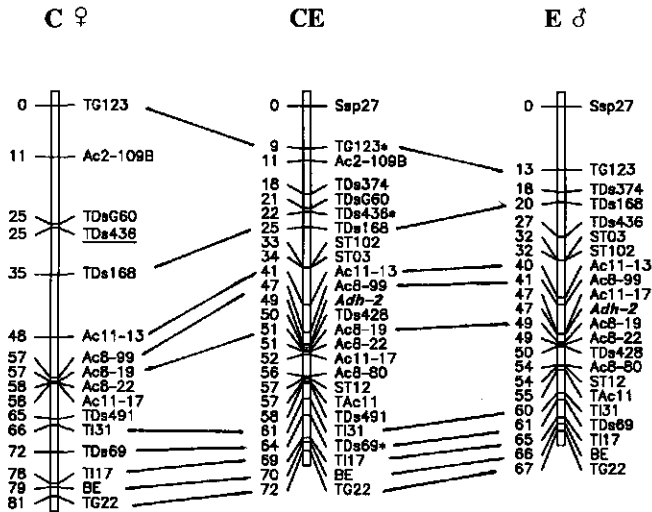 C ♀
0 TG123
11 Ac2-109B
25 TDsG60
25 TDs436
35 TDs168
48 Ac11-13
57 Ac8-99
57 Ac8-19
58 Ac8-22
58 Ac11-17
65 TDs491
66 TI31
72 TDs69
78 TI17
79 BE
81 TG22
CE
0 Ssp27
9 TG123*
11 Ac2-109B
18 TDs374
21 TDsG60
22 TDs436*
25 TDs168
33 ST102
34 ST03
41 Ac11-13
47 Ac8-99
49 Adh-2
50 TDs428
51 Ac8-19
51 Ac8-22
52 Ac11-17
56 Ac8-80
57 ST12
57 TAc11
58 TDs491
61 TI31
64 TDs69*
69 TI17
70 BE
72 TG22
E ♂
0 Ssp27
13 TG123
18 TDs374
20 TDs168
27 TDs436
32 ST03
32 ST102
40 Ac11-13
41 Ac8-99
47 Ac11-17
47 Adh-2
49 Ac8-19
49 Ac8-22
50 TDs428
54 Ac8-80
54 ST12
55 TAc11
60 TI31
61 TDs69
65 TI17
66 BE
67 TG22